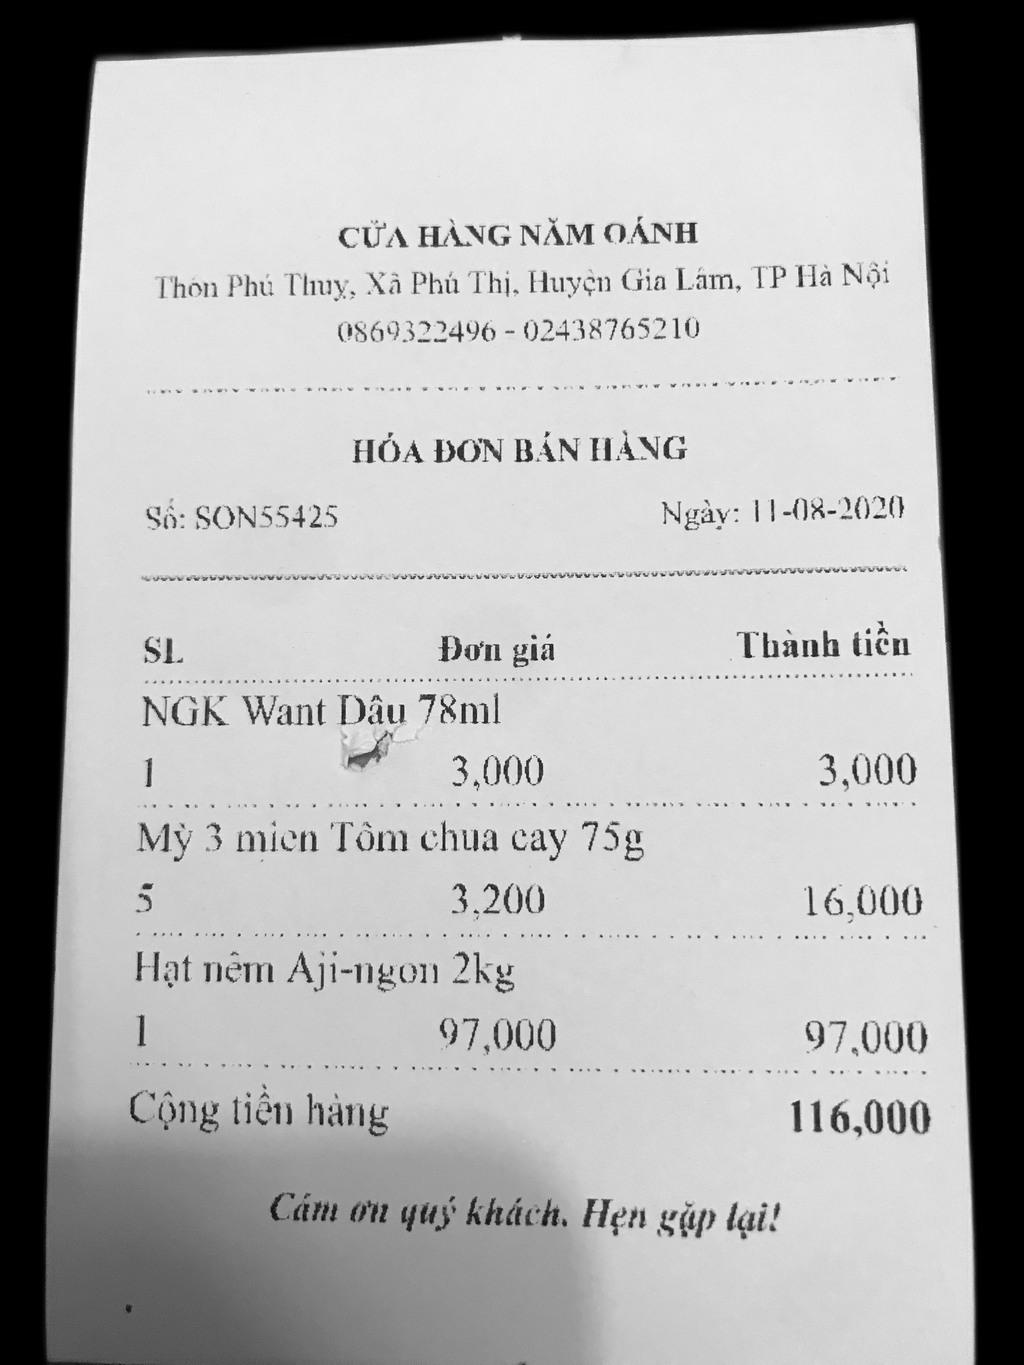 CỬA HÀNG NĂM OÁNH
Thôn Phú Thuỵ, Xã Phú Thị, Huyện Gia Lâm, TP Hà Nội
0869322496 - 02438765210
HÓA ĐƠN BÁN HÀNG
Số: SON55425 Ngày: 11-08-2020
SL Đơn giá Thành tiền
NGK Want Dâu 78ml
1 3,000 3,000
Mỳ 3 miền Tôm chua cay 75g
5 3,200 16,000
Hạt nêm Aji-ngon 2kg
1 97,000 97,000
Cộng tiền hàng 116,000
Cám ơn quý khách. Hẹn gặp lại!